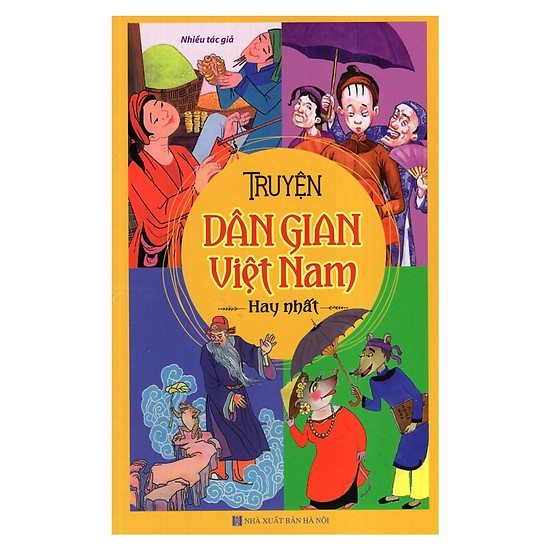 Nhiều tác giả
TRUYỆN
DÂN GIAN
Việt Nam
Hay nhất
NHÀ XUẤT BẢN HÀ NỘI